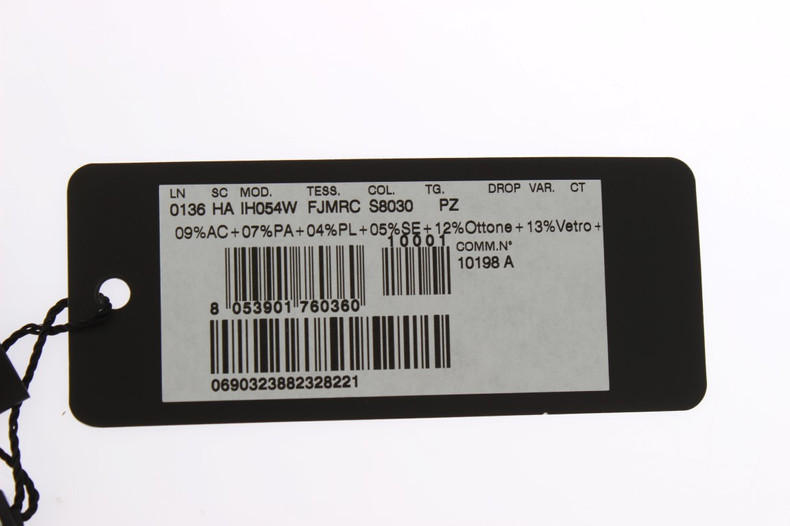 LN SC MOD. TESS. COL. TG. DROP VAR. CT
0136 HA IH054W FJMRC S8030 PZ
09%AC+07%PA+04%PL+05%SE+12%Ottone+13%Vetro+
10001
COMM.N°
10198 A
8 053901 760360
0690323882328221